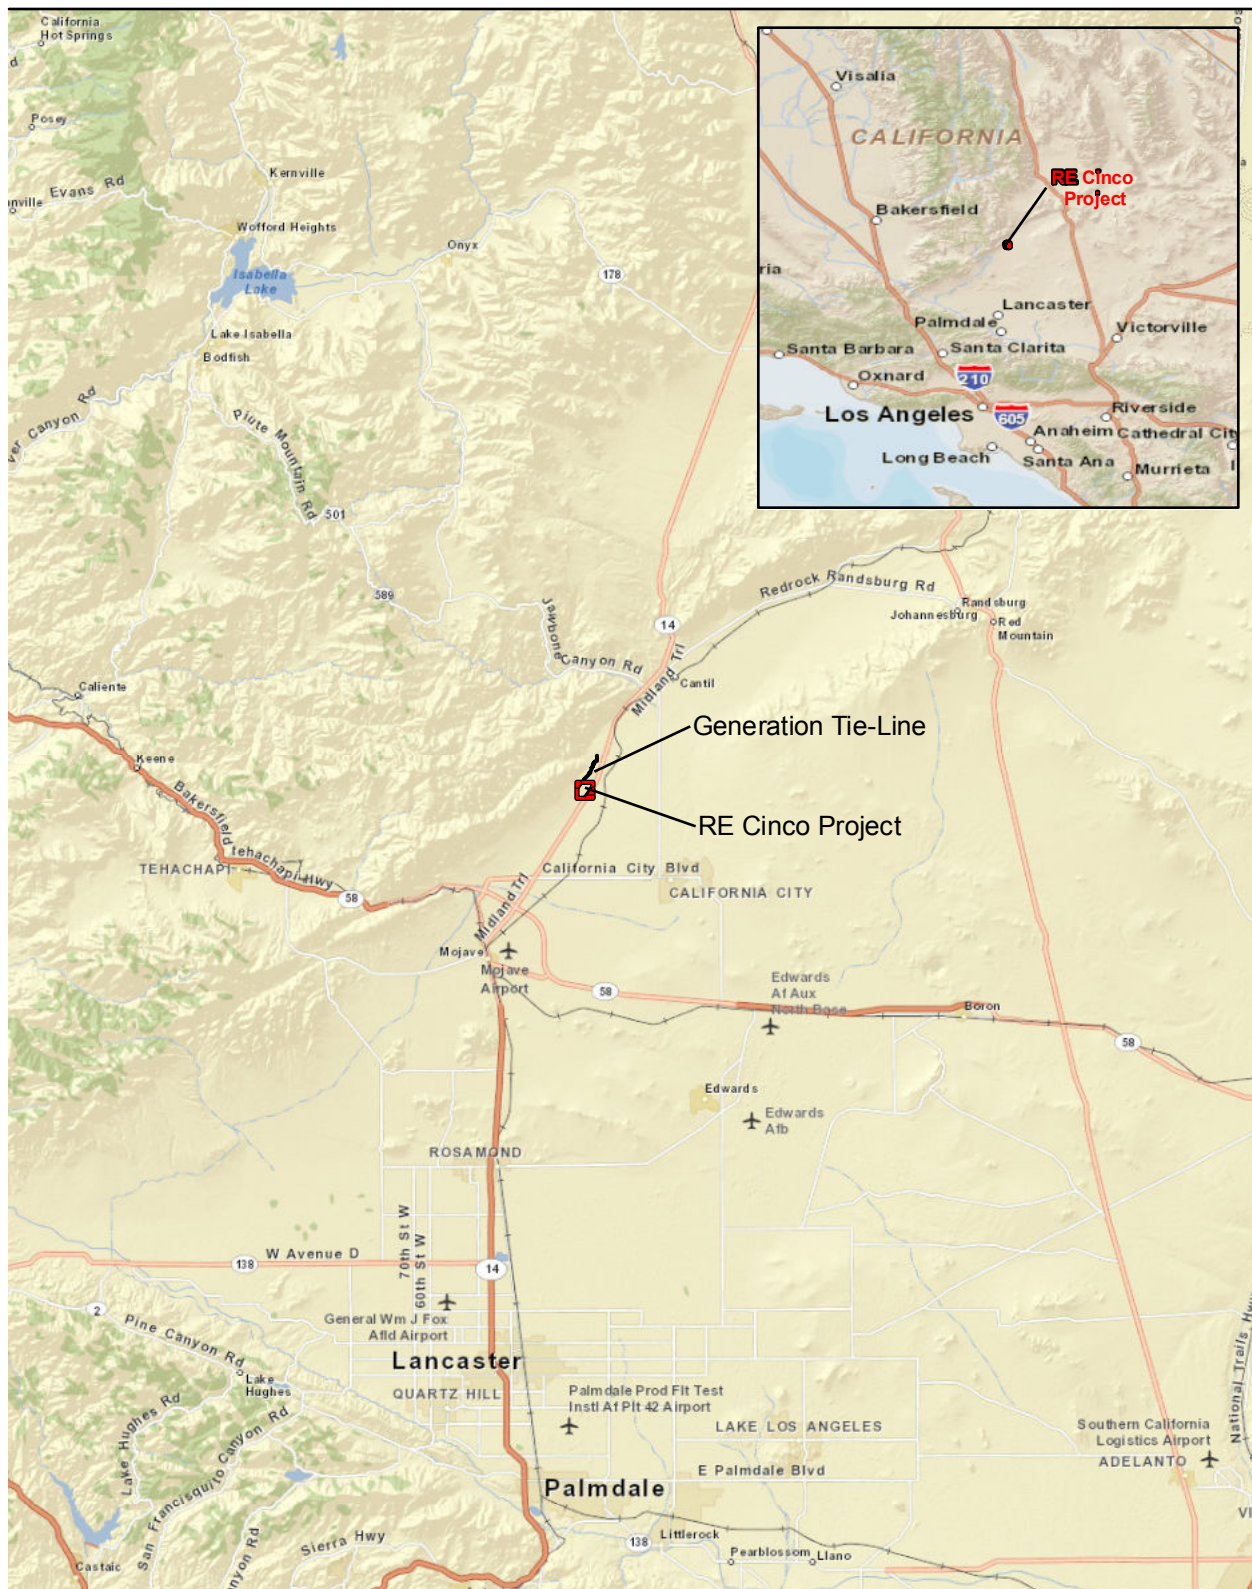 California
Hot Springs
Posey
Kernville
Evans Rd
Wofford Heights
Onyx
Isabella
Lake
178
Lake Isabella
Bodfish
Canyon Rd
Piute Mountain Rd
501
589
Jawbone
Canyon Rd
14
Midland Trl
Cantil
Redrock Randsburg Rd
Johannesburg
Randsburg
Red
Mountain
Caliente
Keene
Generation Tie-Line
RE Cinco Project
Bakersfield
tehachapi Hwy
TEHACHAPI
58
California City Blvd
CALIFORNIA CITY
Midland Trl
Mojave
Mojave
Airport
58
Edwards
Af Aux
North Base
Boron
58
Edwards
Edwards
Afb
ROSAMOND
70th St W
60th St W
W Avenue D
138
14
2
Pine Canyon Rd
General Wm J Fox
Afld Airport
Lancaster
Lake
Hughes
QUARTZ HILL
Lake Hughes Rd
San Francisquito Canyon Rd
Palmdale Prod Flt Test
Instl Af Plt 42 Airport
LAKE LOS ANGELES
Southern California
Logistics Airport
ADELANTO
National Trails Hwy
E Palmdale Blvd
Palmdale
Sierra Hwy
Castaic
138
Littlerock
Pearblossom
Llano
Visalia
CALIFORNIA
RE Cinco
Project
Bakersfield
Lancaster
Palmdale
Victorville
Santa Barbara
Santa Clarita
Oxnard
210
Los Angeles
605
Riverside
Anaheim
Cathedral City
Long Beach
Santa Ana
Murrieta